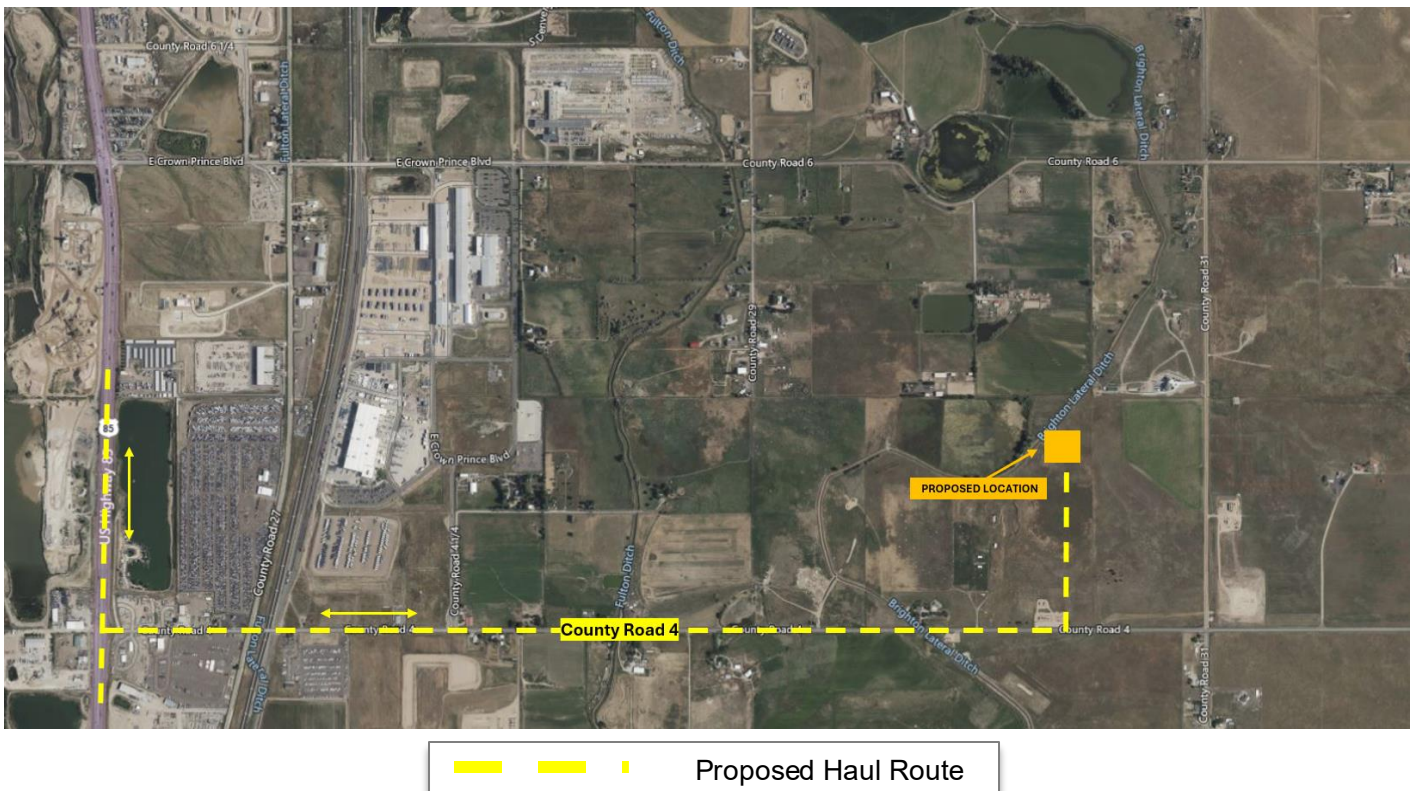 County Road 6 1/4
Fulton Ditch
Brighton Lateral Ditch
Fulton Lateral Ditch
E Crown Prince Blvd
E Crown Prince Blvd
County Road 6
County Road 6
County Road 31
County Road 29
Brighton Lateral Ditch
85
US Highway 85
E Crown Prince Blvd
PROPOSED LOCATION
County Road 27
County Road 4 1/4
Fulton Ditch
Brighton Lateral Ditch
County Road 4
County Road 4
County Road 4
County Road 4
County Road 31
Proposed Haul Route